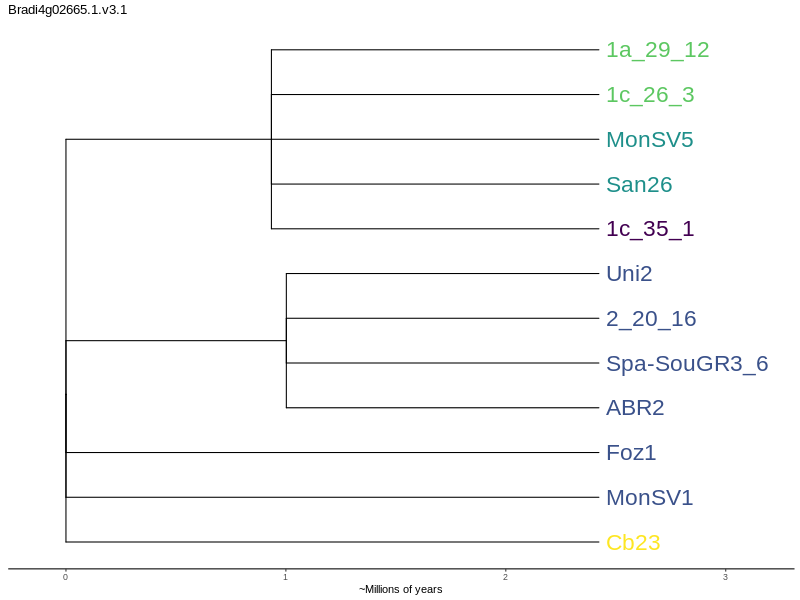 Bradi4g02665.1.v3.1
1a_29_12
1c_26_3
MonSV5
San26
1c_35_1
Uni2
2_20_16
Spa-SouGR3_6
ABR2
Foz1
MonSV1
Cb23
0 1 2 3
~Millions of years